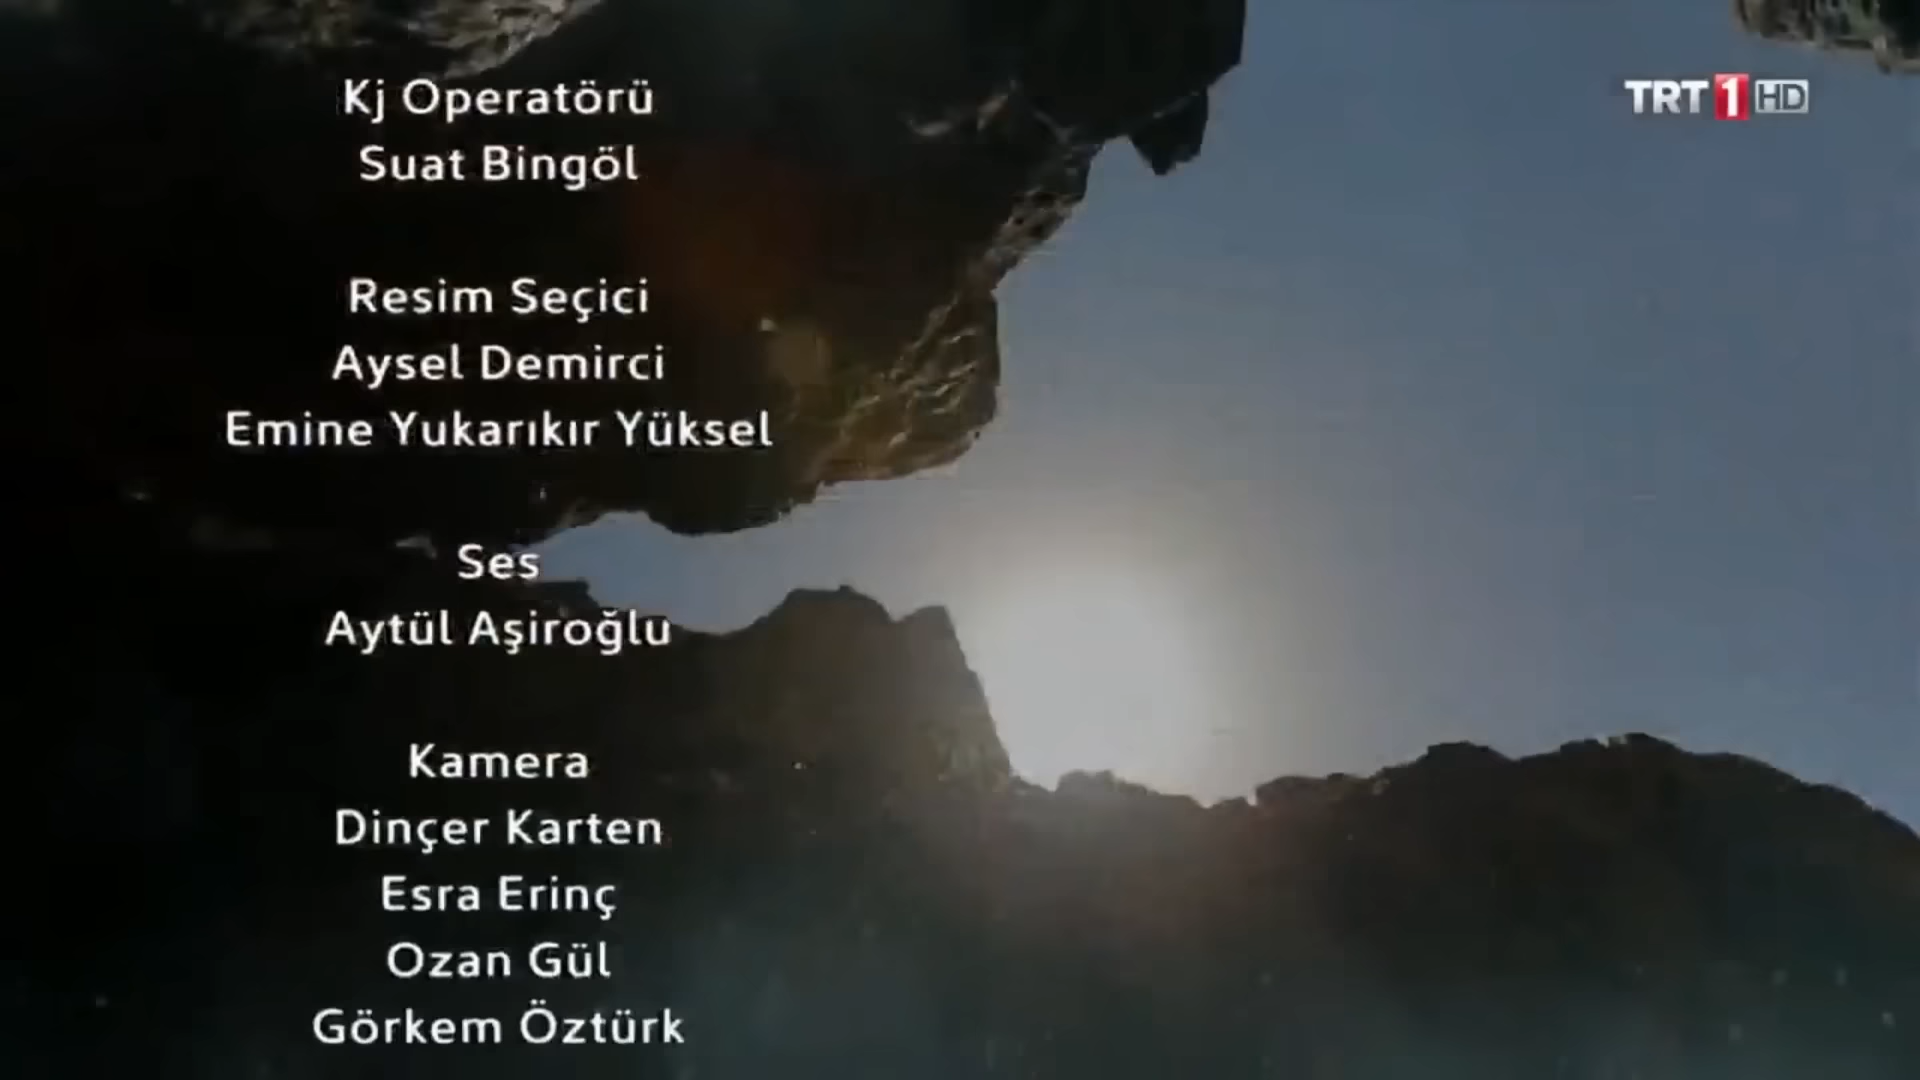 Kj Operatörü
TRT 1 HD
Suat Bingöl
Resim Seçici
Aysel Demirci
Emine Yukarıkır Yüksel
Ses
Aytül Aşiroğlu
Kamera
Dinçer Karten
Esra Erinç
Ozan Gül
Görkem Öztürk